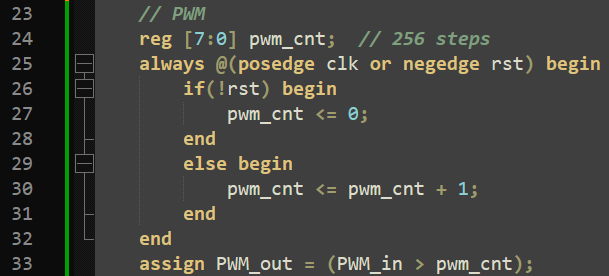 23 // PWM
24 reg [7:0] pwm_cnt; // 256 steps
25 always @(posedge clk or negedge rst) begin
26 if(!rst) begin
27 pwm_cnt <= 0;
28 end
29 else begin
30 pwm_cnt <= pwm_cnt + 1;
31 end
32 end
33 assign PWM_out = (PWM_in > pwm_cnt);